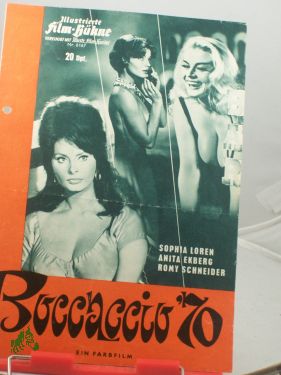 Illustrierte
Film-Bühne
Nr. 6167
20 Dpf.
SOPHIA LOREN
ANITA EKBERG
ROMY SCHNEIDER
Boccaccio '70
EIN FARBFILM